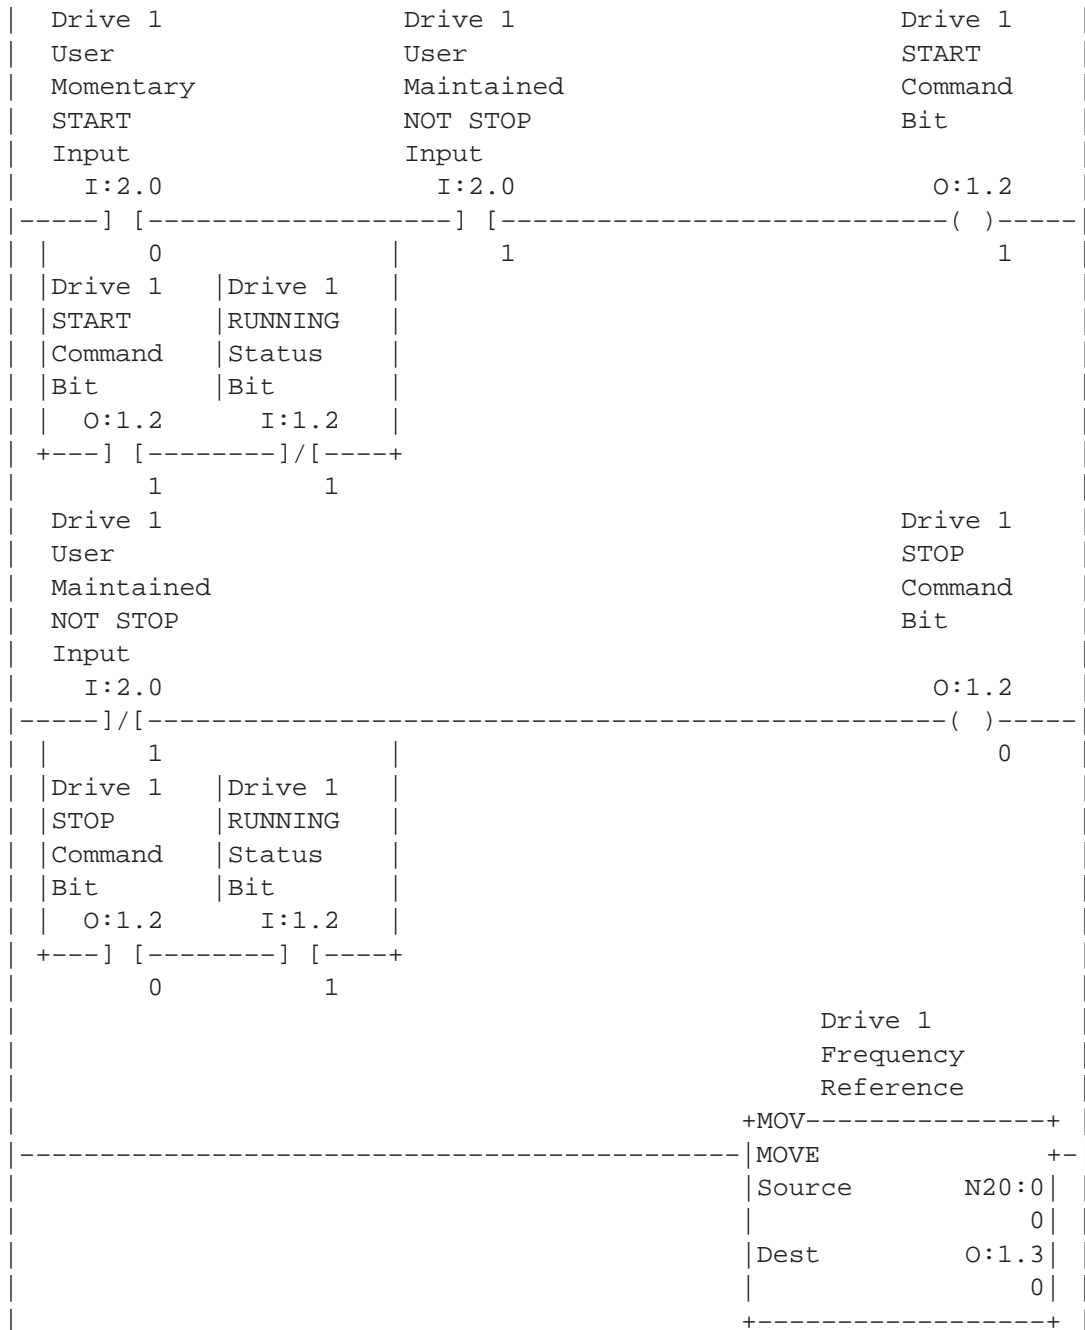 | Drive 1 Drive 1 Drive 1 |
| User User START |
| Momentary Maintained Command |
| START NOT STOP Bit |
| Input Input |
| I:2.0 I:2.0 O:1.2 |
|-----] [-------------------] [----------------------------( )-----|
| | 0 | 1 1 |
| |Drive 1 |Drive 1 | |
| |START |RUNNING | |
| |Command |Status | |
| |Bit |Bit | |
| | O:1.2 I:1.2 | |
| +---] [--------]/[----+ |
| 1 1 |
| Drive 1 Drive 1 |
| User STOP |
| Maintained Command |
| NOT STOP Bit |
| Input |
| I:2.0 O:1.2 |
|-----]/[--------------------------------------------------( )-----|
| | 1 | 0 |
| |Drive 1 |Drive 1 | |
| |STOP |RUNNING | |
| |Command |Status | |
| |Bit |Bit | |
| | O:1.2 I:1.2 | |
| +---] [--------] [----+ |
| 0 1 |
| Drive 1 |
| Frequency |
| Reference |
| +MOV---------------+ |
|---------------------------------------------|MOVE +-|
| |Source N20:0| |
| | 0| |
| |Dest O:1.3| |
| | 0| |
| +------------------+ |